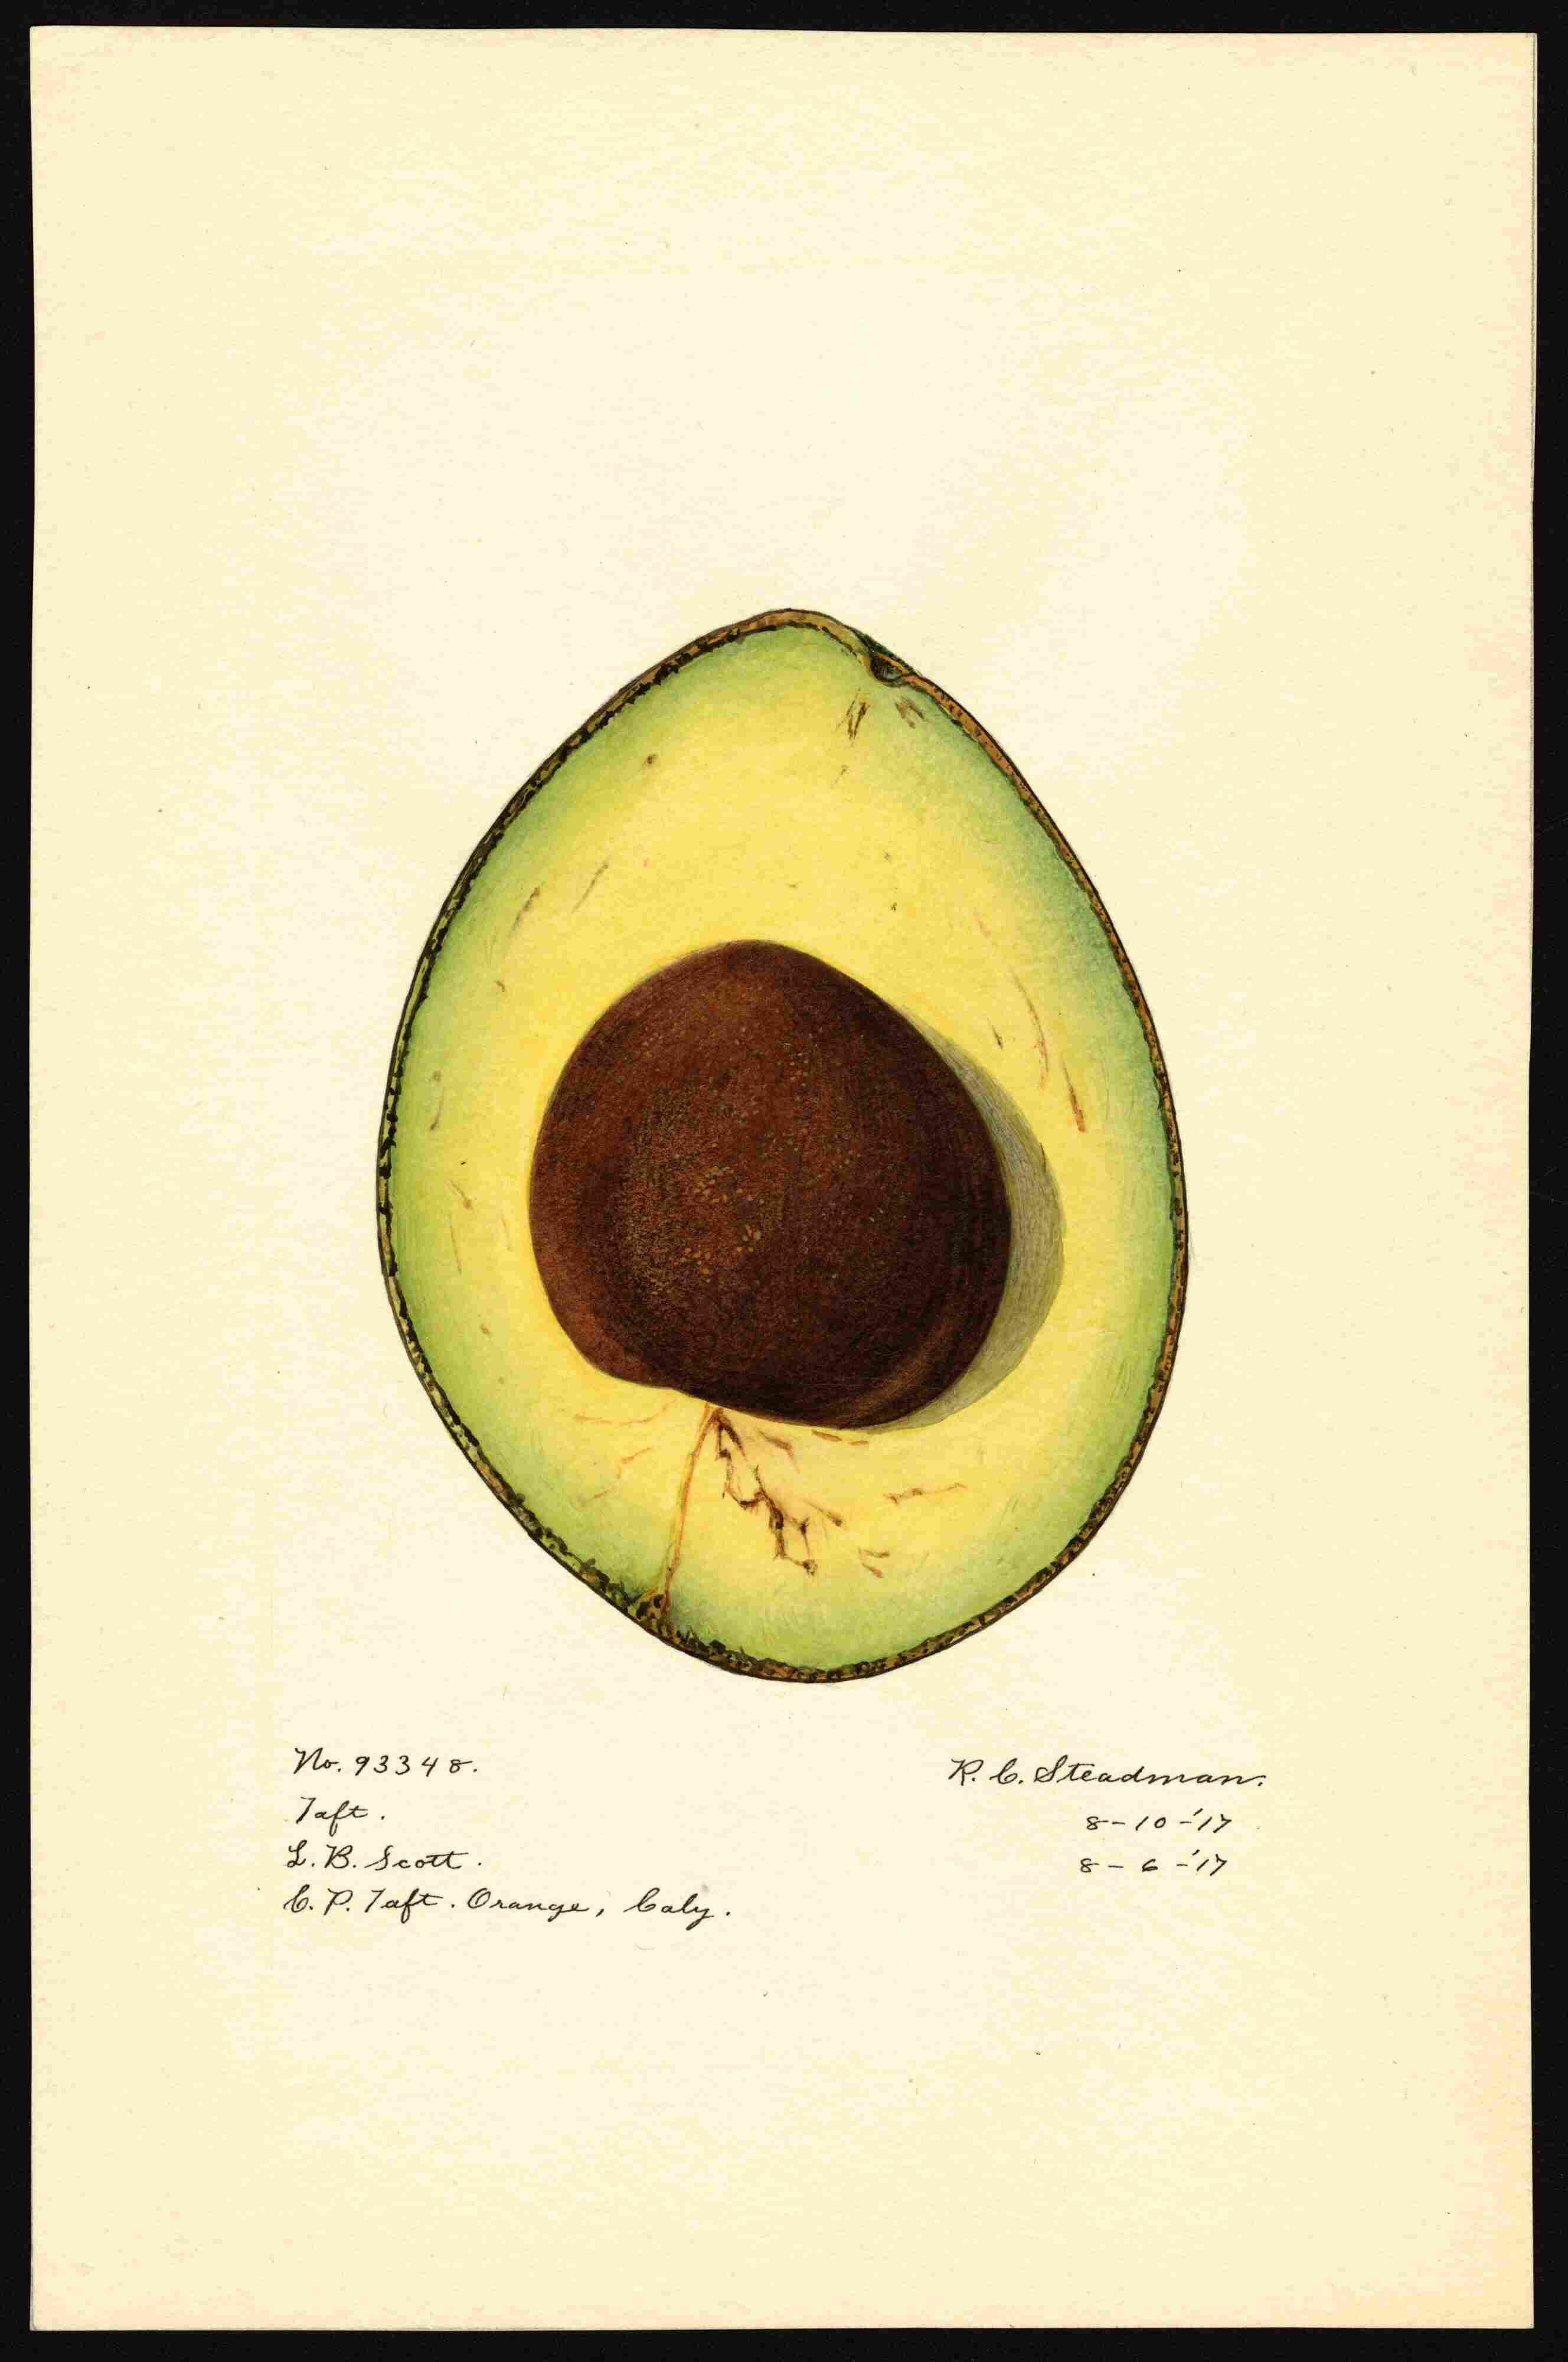 No. 93348.
Taft.
L. B. Scott.
C. P. Taft. Orange, Caly.
R. C. Steadman.
8-10-'17
8-6-'17